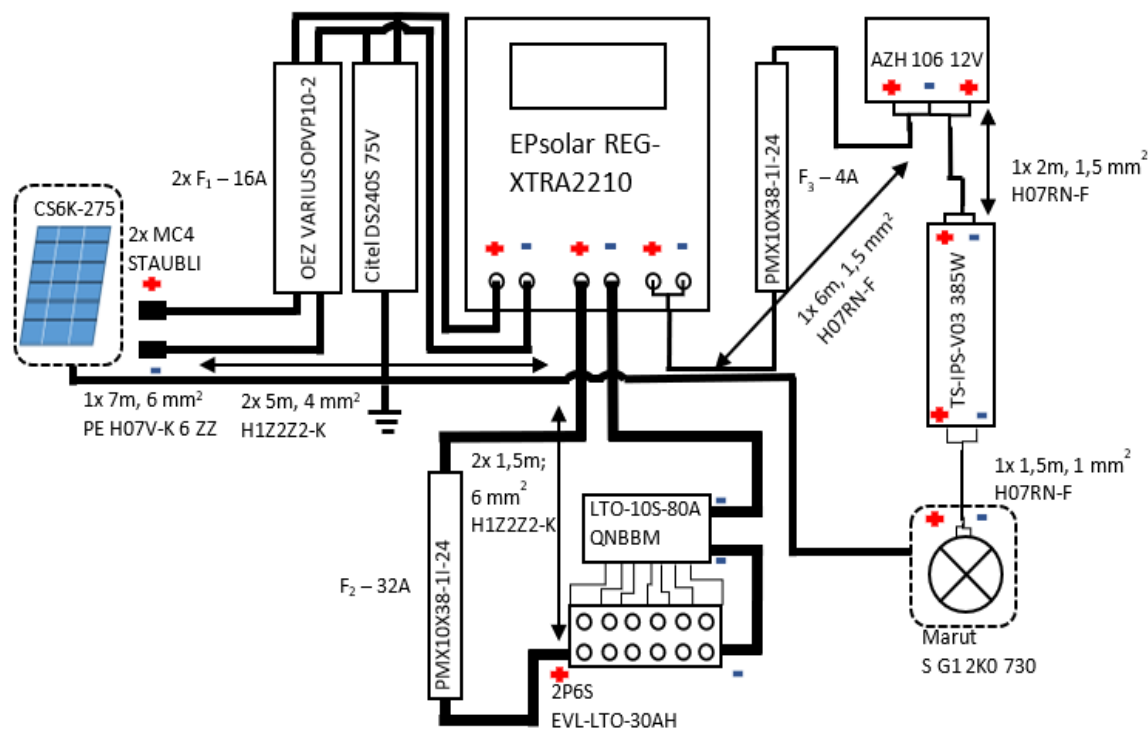 CS6K-275
2x MC4
STAUBLI
2x F₁ – 16A
OEZ VARIUSOPVP10-2
Citel DS240S 75V
EPsolar REG-
XTRA2210
PMX10X38-1I-24
F₃ – 4A
AZH 106 12V
1x 2m, 1,5 mm²
H07RN-F
1x 6m, 1,5 mm²
H07RN-F
TS-IPS-V03 385W
1x 7m, 6 mm²
PE H07V-K 6 ZZ
2x 5m, 4 mm²
H1Z2Z2-K
2x 1,5m;
6 mm²
H1Z2Z2-K
F₂ – 32A
PMX10X38-1I-24
LTO-10S-80A
QNBBM
1x 1,5m, 1 mm²
H07RN-F
2P6S
EVL-LTO-30AH
Marut
S G1 2K0 730